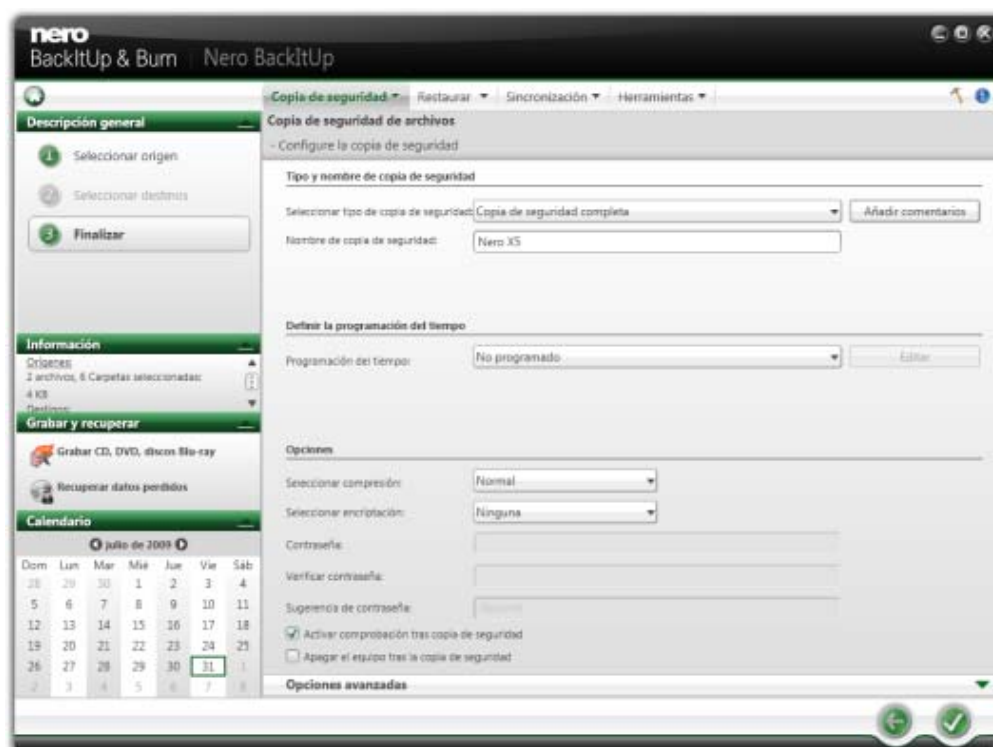 nero
BackItUp & Burn Nero BackItUp
Copia de seguridad Restaurar Sincronización Herramientas
Descripción general
1 Seleccionar origen
2 Seleccionar destinos
3 Finalizar
Información
Orígenes:
2 archivos, 6 Carpetas seleccionadas:
4 KB
Destinos:
Grabar y recuperar
Grabar CD, DVD, discos Blu-ray
Recuperar datos perdidos
Calendario
julio de 2009
Dom Lun Mar Mié Jue Vie Sáb
28 29 30 1 2 3 4
5 6 7 8 9 10 11
12 13 14 15 16 17 18
19 20 21 22 23 24 25
26 27 28 29 30 31 1
2 3 4 5 6 7 8
Copia de seguridad de archivos
- Configure la copia de seguridad
Tipo y nombre de copia de seguridad
Seleccionar tipo de copia de seguridad: Copia de seguridad completa Añadir comentarios
Nombre de copia de seguridad: Nero XS
Definir la programación del tiempo
Programación del tiempo: No programado Editar
Opciones
Seleccionar compresión: Normal
Seleccionar encriptación: Ninguna
Contraseña:
Verificar contraseña:
Sugerencia de contraseña:
Activar comprobación tras copia de seguridad
Apagar el equipo tras la copia de seguridad
Opciones avanzadas